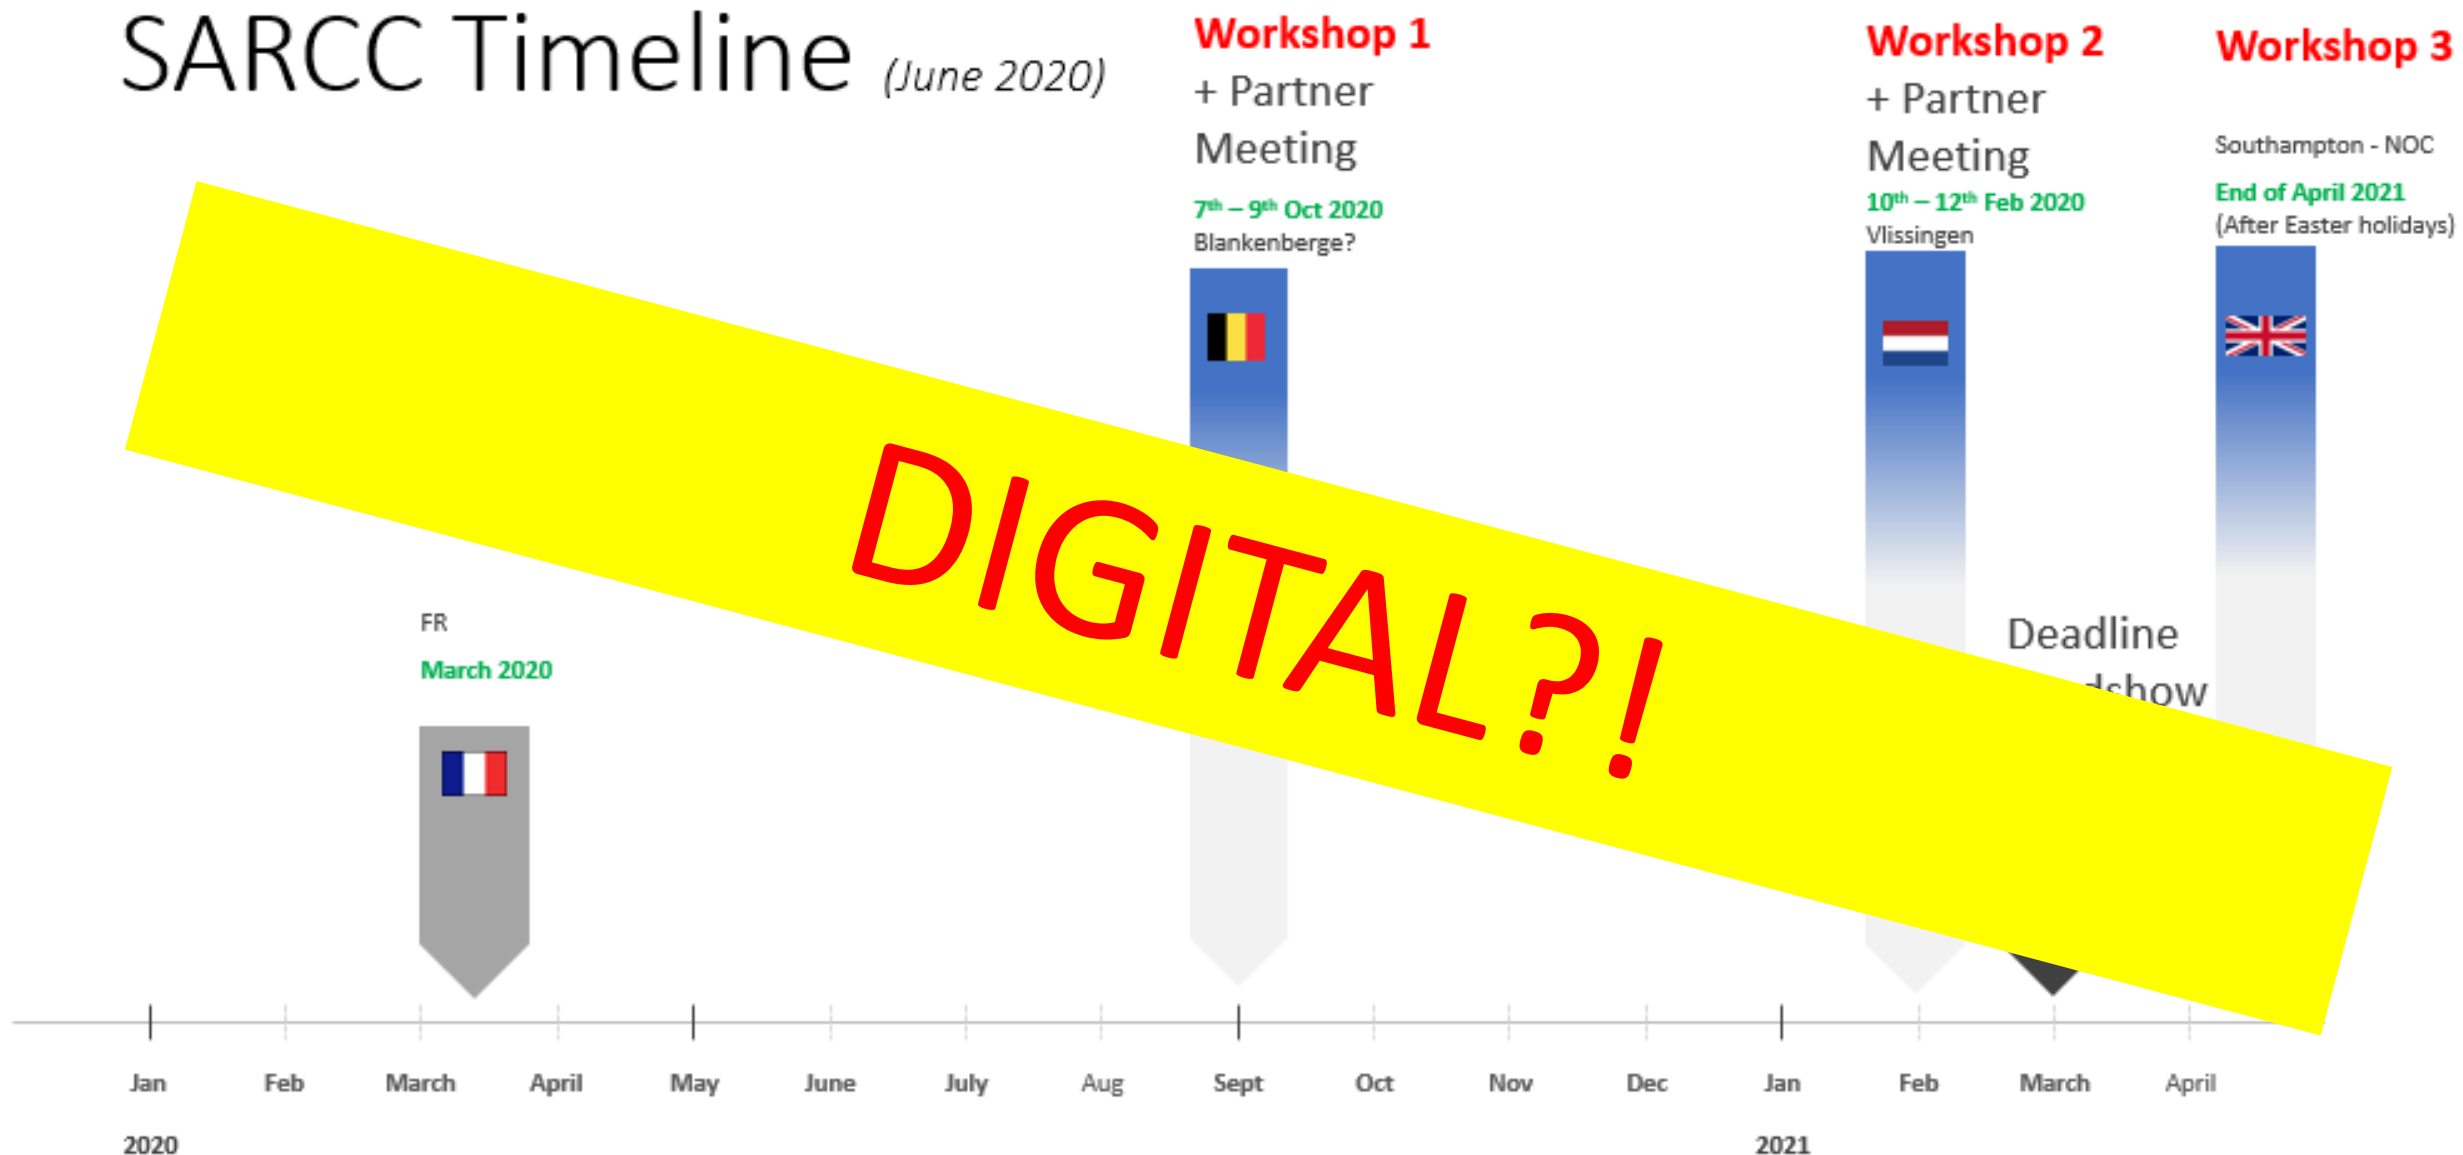 SARCC Timeline (June 2020)
Workshop 1
+ Partner
Meeting
7th – 9th Oct 2020
Blankenberge?
Workshop 2
+ Partner
Meeting
10th – 12th Feb 2020
Vlissingen
Workshop 3
Southampton - NOC
End of April 2021
(After Easter holidays)
DIGITAL?!
FR
March 2020
Deadline
Jan Feb March April May June July Aug Sept Oct Nov Dec Jan Feb March April
2020 2021